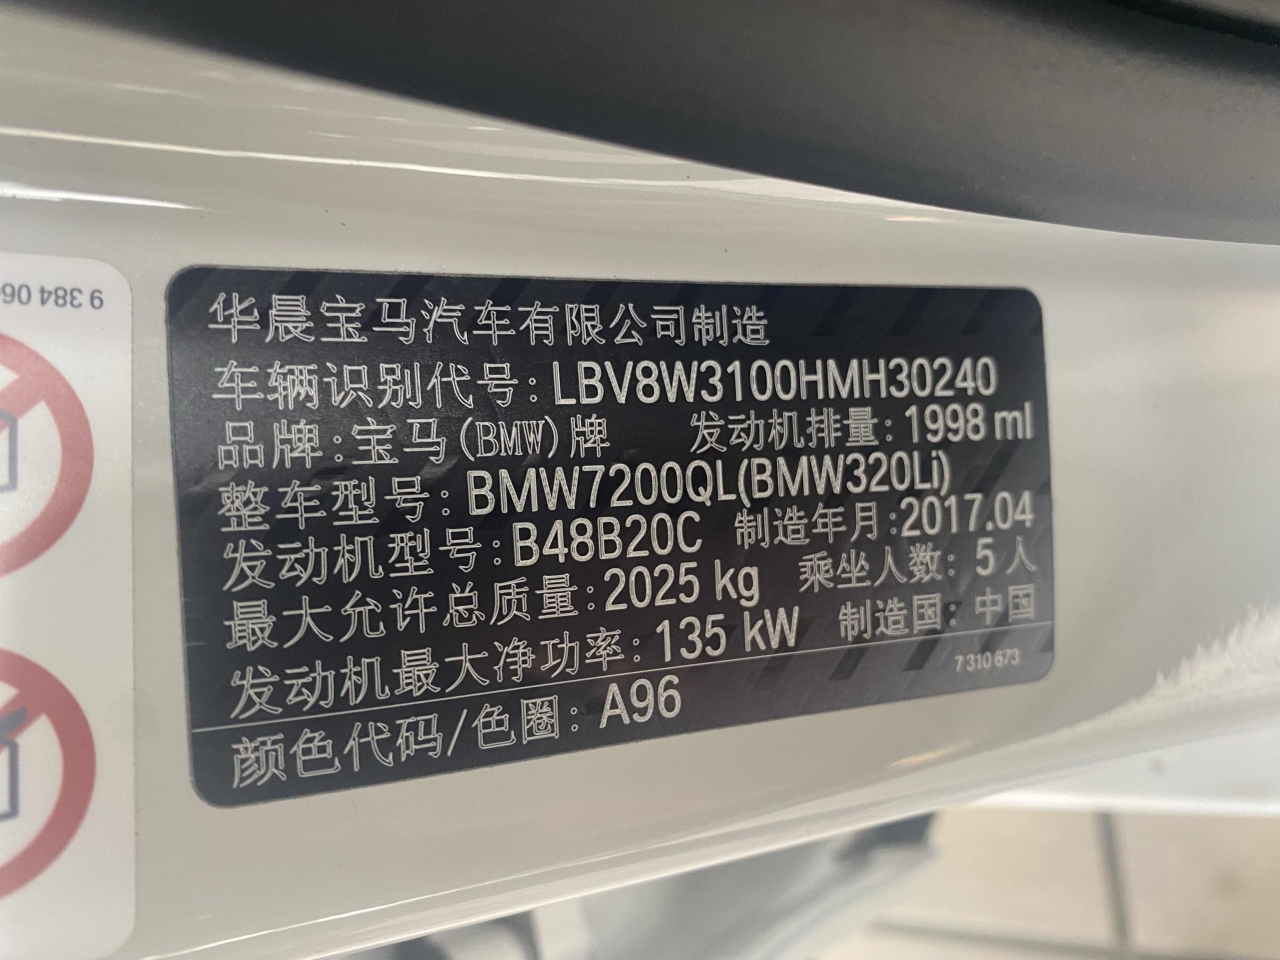 9 384 060
华晨宝马汽车有限公司制造
车辆识别代号:LBV8W3100HMH30240
品牌:宝马(BMW)牌 发动机排量:1998 ml
整车型号:BMW7200QL(BMW320Li)
发动机型号:B48B20C 制造年月:2017.04
最大允许总质量:2025 kg 乘坐人数:5人
发动机最大净功率:135 kW 制造国:中国
7 310 673
颜色代码/色圈:A96